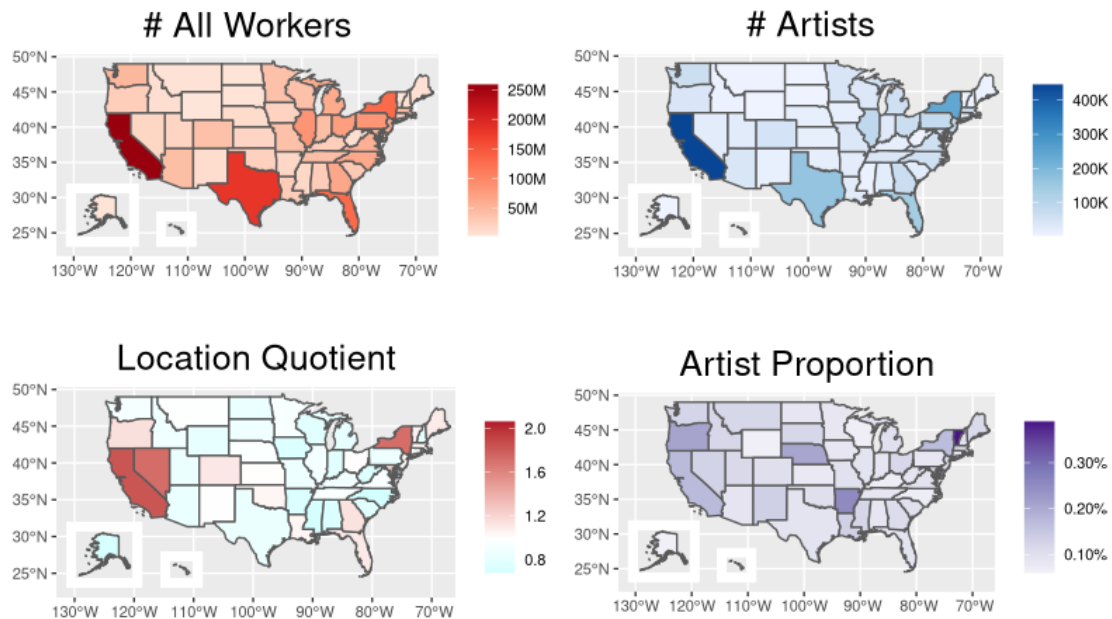 # All Workers
50°N
45°N
40°N
35°N
30°N
25°N
130°W 120°W 110°W 100°W 90°W 80°W 70°W
250M
200M
150M
100M
50M
# Artists
50°N
45°N
40°N
35°N
30°N
25°N
130°W 120°W 110°W 100°W 90°W 80°W 70°W
400K
300K
200K
100K
Location Quotient
50°N
45°N
40°N
35°N
30°N
25°N
130°W 120°W 110°W 100°W 90°W 80°W 70°W
2.0
1.6
1.2
0.8
Artist Proportion
50°N
45°N
40°N
35°N
30°N
25°N
130°W 120°W 110°W 100°W 90°W 80°W 70°W
0.30%
0.20%
0.10%